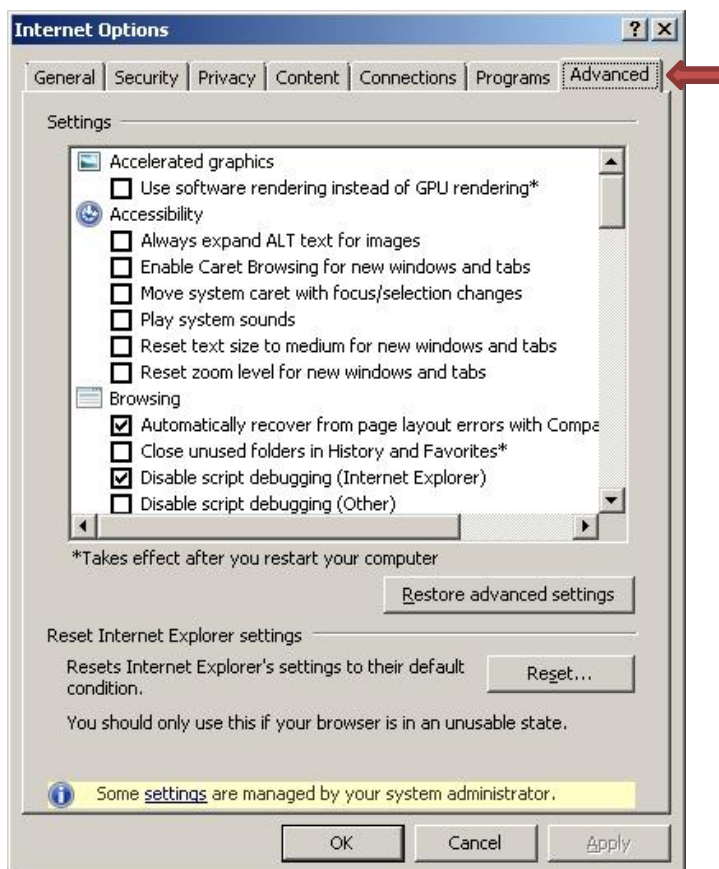 Internet Options
General Security Privacy Content Connections Programs Advanced
Settings
Accelerated graphics
Use software rendering instead of GPU rendering*
Accessibility
Always expand ALT text for images
Enable Caret Browsing for new windows and tabs
Move system caret with focus/selection changes
Play system sounds
Reset text size to medium for new windows and tabs
Reset zoom level for new windows and tabs
Browsing
Automatically recover from page layout errors with Compa
Close unused folders in History and Favorites*
Disable script debugging (Internet Explorer)
Disable script debugging (Other)
*Takes effect after you restart your computer
Restore advanced settings
Reset Internet Explorer settings
Resets Internet Explorer's settings to their default
condition.
Reset...
You should only use this if your browser is in an unusable state.
Some settings are managed by your system administrator.
OK Cancel Apply